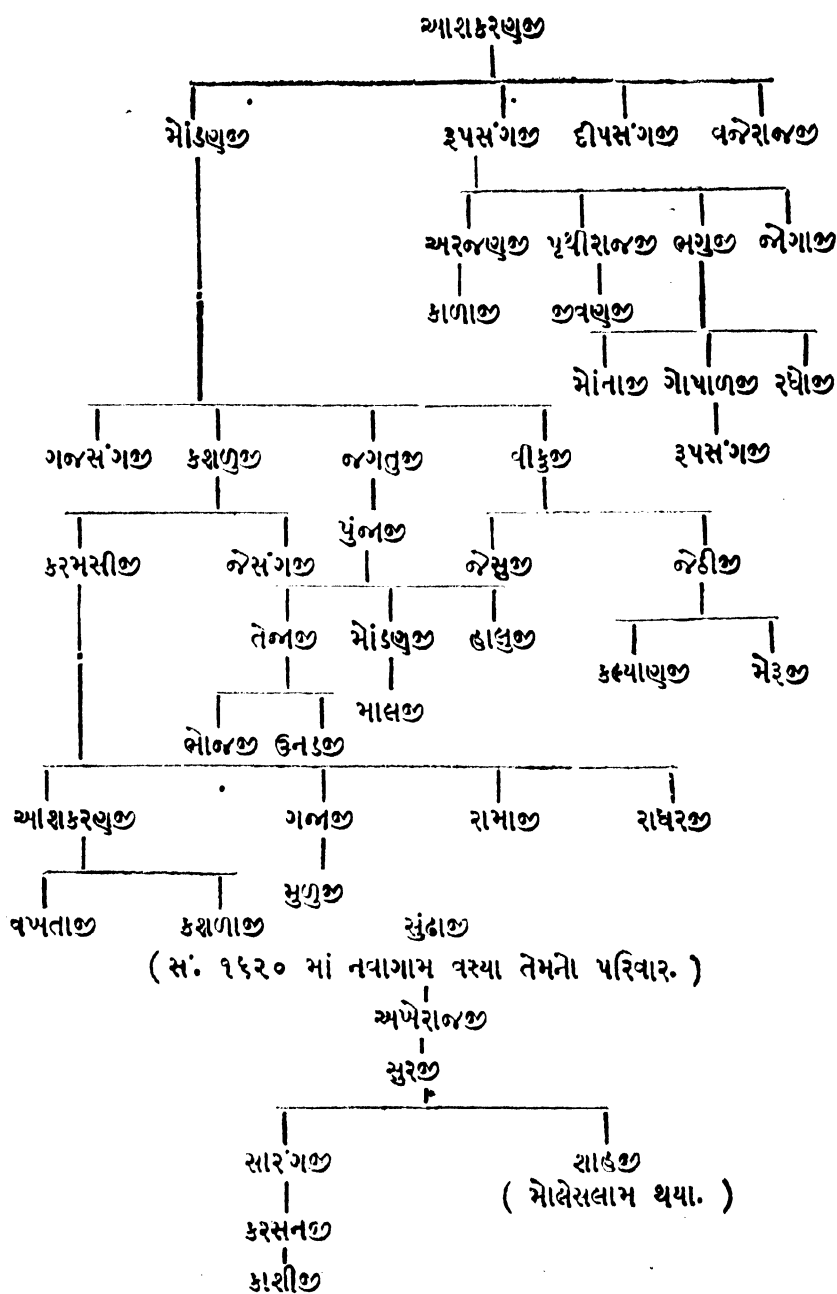 આશકરણજી
મોંડણજી રૂપસંગજી દીપસંગજી વજેરાજજી
અરજણજી પૃથીરાજજી ભગુજી જોગાજી
કાળાજી જીવણજી
મોંનાજી ગોપાળજી રઘોજી
ગજસંગજી કશળુજી જગતુજી વીકુજી રૂપસંગજી
પુંજાજી
કરમસીજી જેસંગજી જેસુજી જેઠીજી
તેજાજી મોંડણજી હાલુજી
કલ્યાણજી મેરૂજી
માલજી
ભોજજી ઉનડજી
આશકરણજી ગજાજી રામાજી રાધરજી
મુળુજી
વખતાજી કશળાજી સુંઢાજી
( સં. ૧૬૨૦ માં નવાગામ વસ્યા તેમનો પરિવાર. )
અખેરાજજી
સુરજી
સારંગજી શાહજી
( મોલેસલામ થયા. )
કરસનજી
કાશીજી